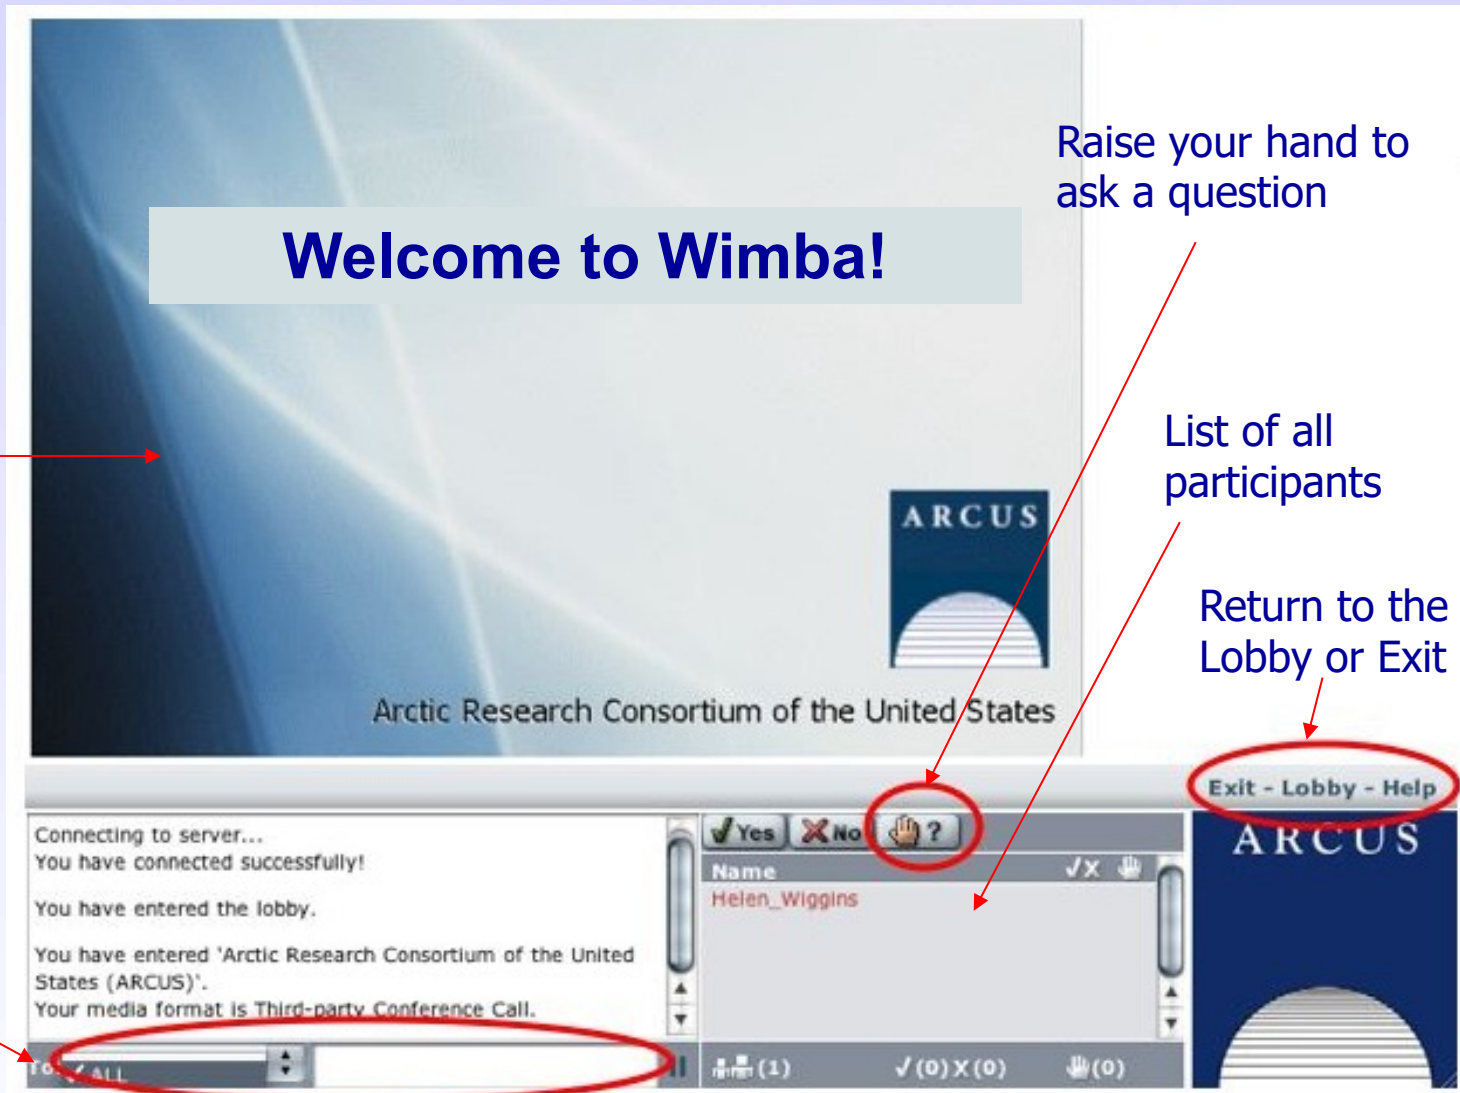 Welcome to Wimba!
Raise your hand to
ask a question
List of all
participants
ARCUS
Return to the
Lobby or Exit
Arctic Research Consortium of the United States
Exit - Lobby - Help
Connecting to server...
You have connected successfully!
You have entered the lobby.
You have entered 'Arctic Research Consortium of the United
States (ARCUS)'.
Your media format is Third-party Conference Call.
To: ✓ ALL
✓ Yes X No ?
Name √X
Helen_Wiggins
(1) √(0) X(0) (0)
ARCUS